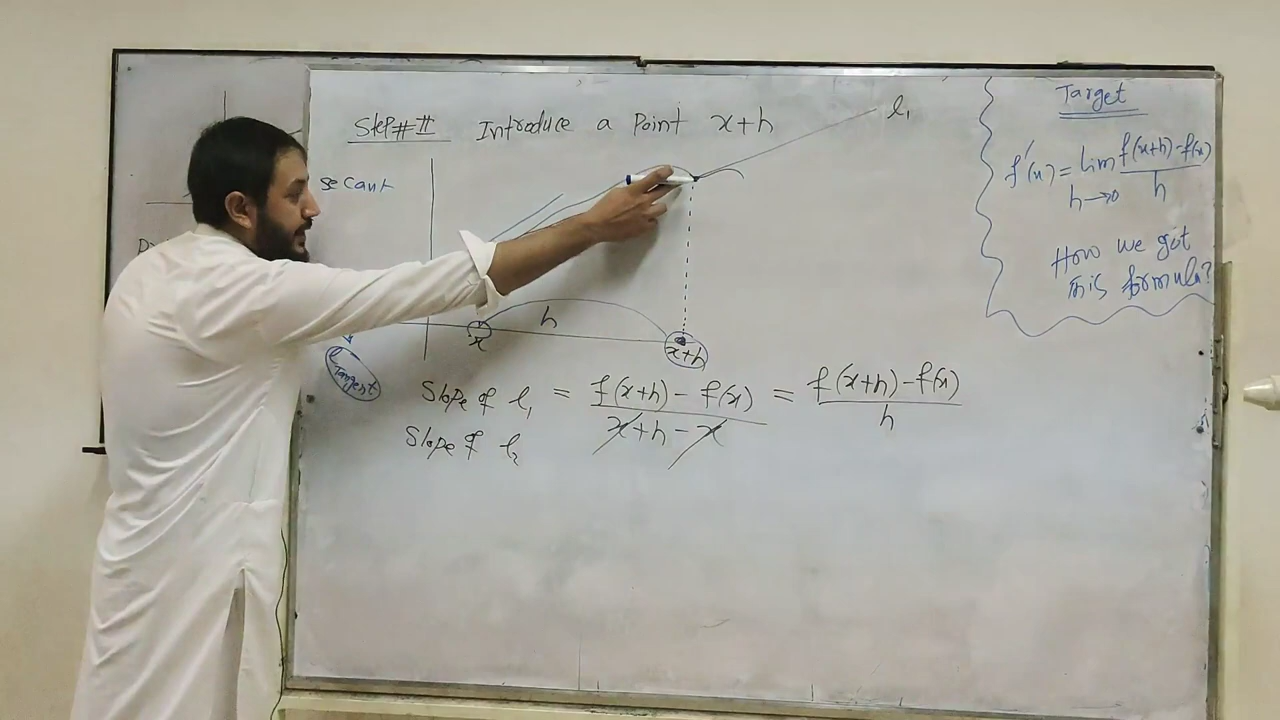 Step#II Introduce a Point x+h
l₁
secant
h
x
x+h
Tangent
Slope of l₁ = f(x+h) - f(x) / x+h-x = f(x+h)-f(x) / h
Slope of l₂
Target
f'(x) = lim h→0 f(x+h)-f(x) / h
How we got
this formula?